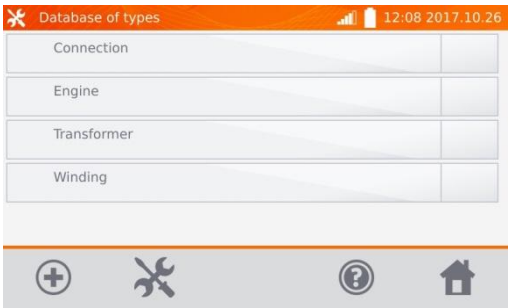 Database of types 12:08 2017.10.26
Connection
Engine
Transformer
Winding